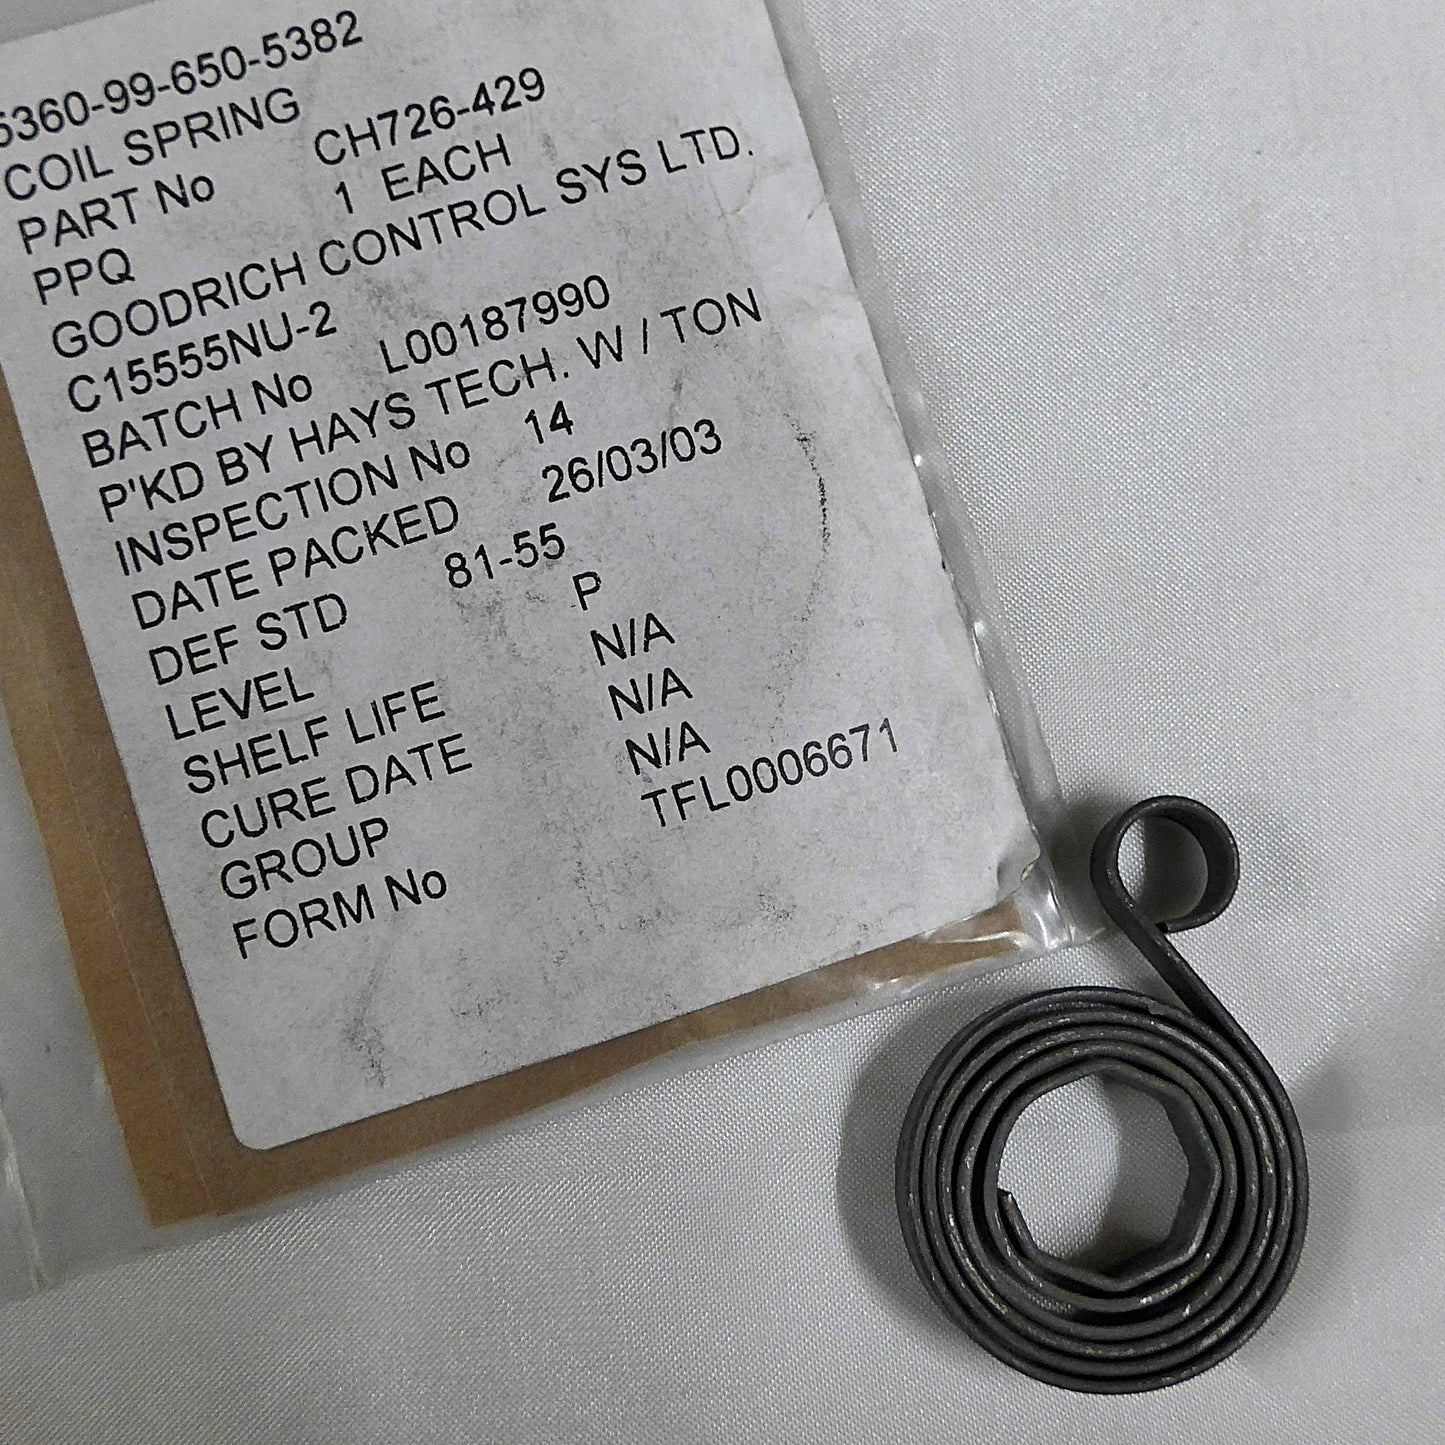 5360-99-650-5382
COIL SPRING
PART No CH726-429
PPQ 1 EACH
GOODRICH CONTROL SYS LTD.
C15555NU-2
BATCH No L00187990
P'KD BY HAYS TECH. W / TON
INSPECTION No 14
DATE PACKED 26/03/03
DEF STD 81-55
LEVEL P
SHELF LIFE N/A
CURE DATE N/A
GROUP N/A
FORM No TFL0006671